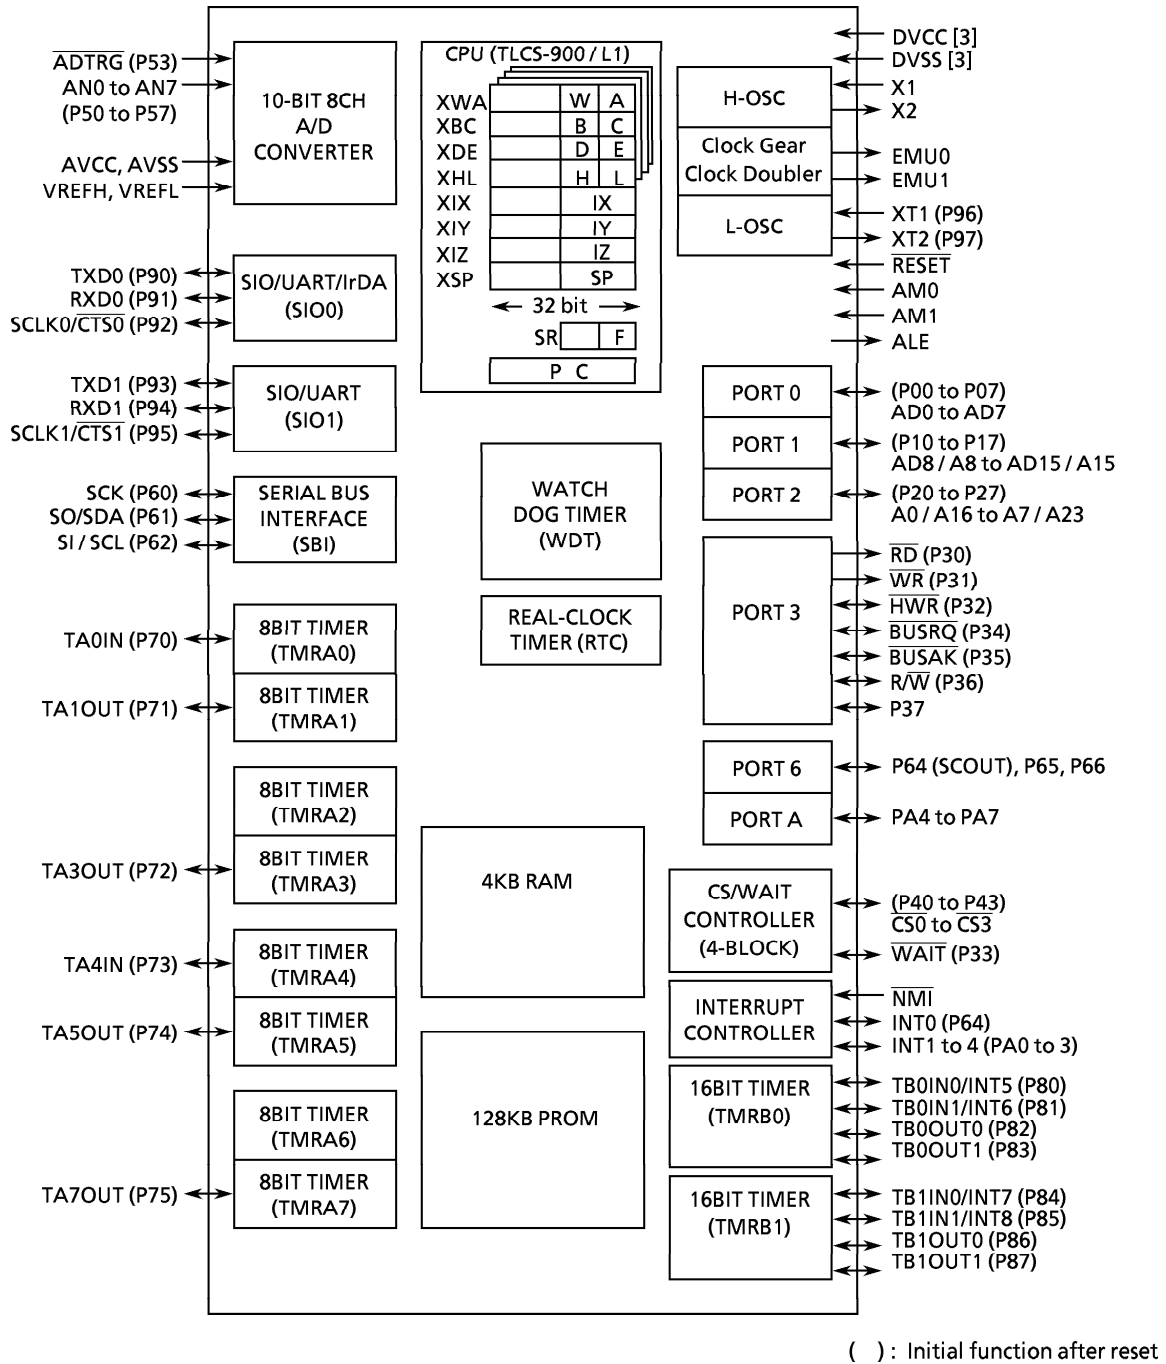 ADTRG (P53)
AN0 to AN7
(P50 to P57)
AVCC, AVSS
VREFH, VREFL
10-BIT 8CH
A/D
CONVERTER
TXD0 (P90)
RXD0 (P91)
SCLK0/CTS0 (P92)
SIO/UART/IrDA
(SIO0)
TXD1 (P93)
RXD1 (P94)
SCLK1/CTS1 (P95)
SIO/UART
(SIO1)
SCK (P60)
SO/SDA (P61)
SI / SCL (P62)
SERIAL BUS
INTERFACE
(SBI)
TA0IN (P70)
8BIT TIMER
(TMRA0)
TA1OUT (P71)
8BIT TIMER
(TMRA1)
8BIT TIMER
(TMRA2)
TA3OUT (P72)
8BIT TIMER
(TMRA3)
TA4IN (P73)
8BIT TIMER
(TMRA4)
TA5OUT (P74)
8BIT TIMER
(TMRA5)
8BIT TIMER
(TMRA6)
TA7OUT (P75)
8BIT TIMER
(TMRA7)
CPU (TLCS-900 / L1)
XWA W A
XBC B C
XDE D E
XHL H L
XIX IX
XIY IY
XIZ IZ
XSP SP
32 bit
SR F
P C
WATCH
DOG TIMER
(WDT)
REAL-CLOCK
TIMER (RTC)
4KB RAM
128KB PROM
H-OSC
Clock Gear
Clock Doubler
L-OSC
DVCC [3]
DVSS [3]
X1
X2
EMU0
EMU1
XT1 (P96)
XT2 (P97)
RESET
AM0
AM1
ALE
PORT 0
(P00 to P07)
AD0 to AD7
PORT 1
(P10 to P17)
AD8 / A8 to AD15 / A15
PORT 2
(P20 to P27)
A0 / A16 to A7 / A23
PORT 3
RD (P30)
WR (P31)
HWR (P32)
BUSRQ (P34)
BUSAK (P35)
R/W (P36)
P37
PORT 6
P64 (SCOUT), P65, P66
PORT A
PA4 to PA7
CS/WAIT
CONTROLLER
(4-BLOCK)
(P40 to P43)
CS0 to CS3
WAIT (P33)
INTERRUPT
CONTROLLER
NMI
INT0 (P64)
INT1 to 4 (PA0 to 3)
16BIT TIMER
(TMRB0)
TB0IN0/INT5 (P80)
TB0IN1/INT6 (P81)
TB0OUT0 (P82)
TB0OUT1 (P83)
16BIT TIMER
(TMRB1)
TB1IN0/INT7 (P84)
TB1IN1/INT8 (P85)
TB1OUT0 (P86)
TB1OUT1 (P87)
( ) : Initial function after reset